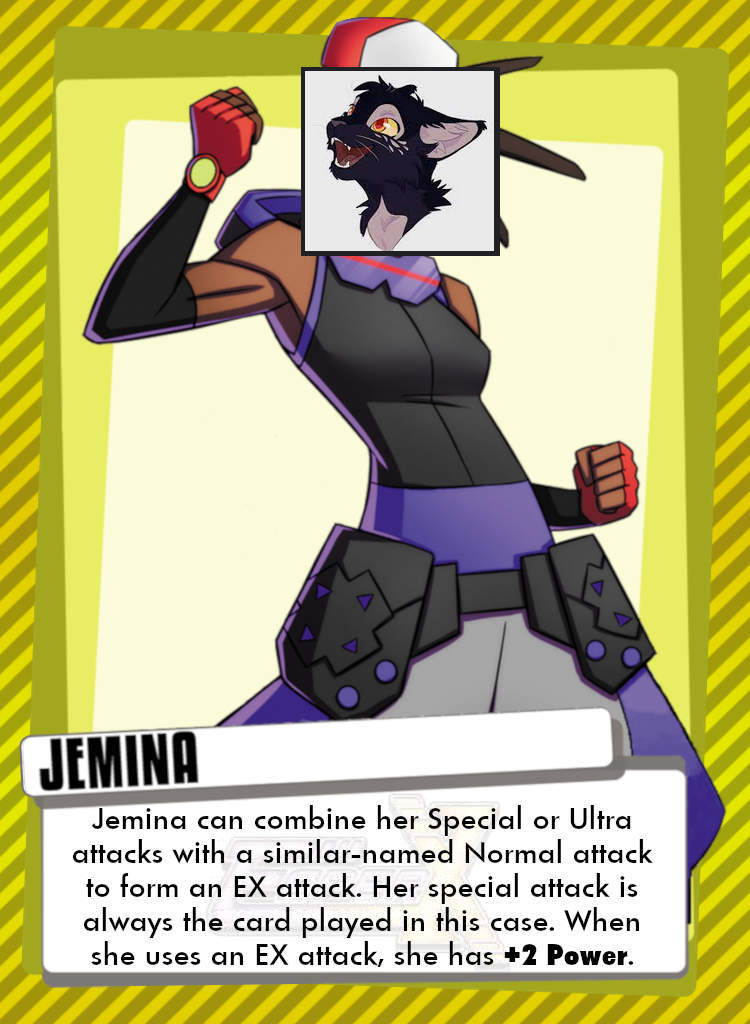 JEMINA
Jemina can combine her Special or Ultra
attacks with a similar-named Normal attack
to form an EX attack. Her special attack is
always the card played in this case. When
she uses an EX attack, she has +2 Power.